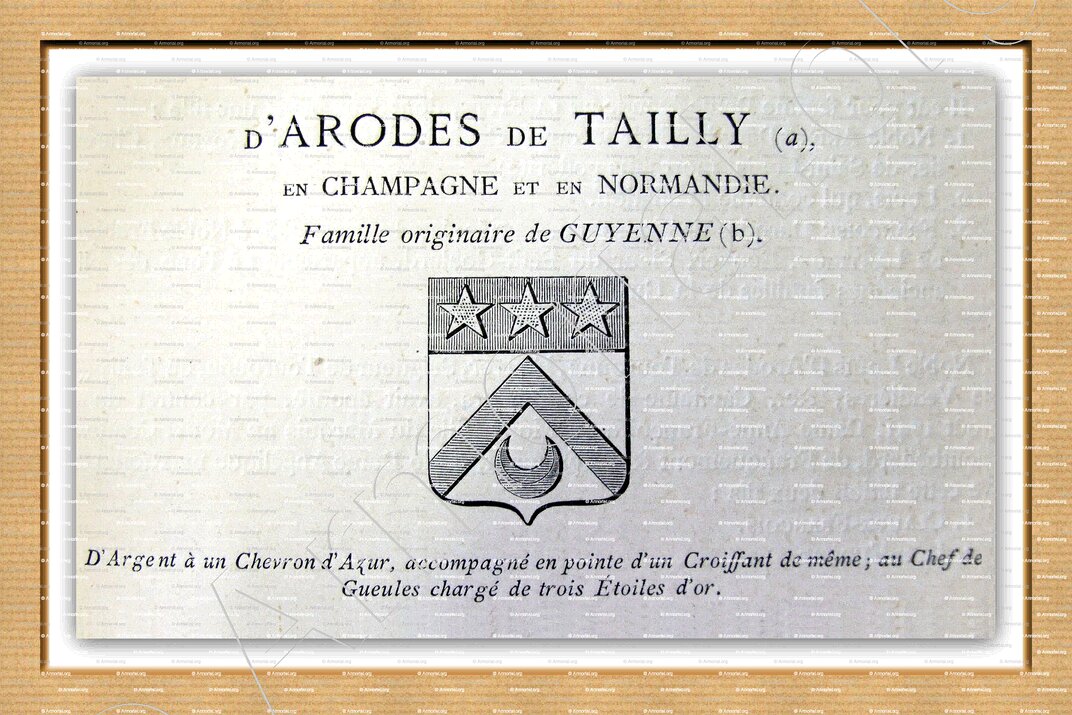 D'ARODES DE TAILLY (a),
EN CHAMPAGNE ET EN NORMANDIE.
Famille originaire de GUYENNE (b).
D'Argent à un Chevron d'Azur, accompagné en pointe d'un Croiſſant de même; au Chef de
Gueules chargé de trois Étoiles d'or.